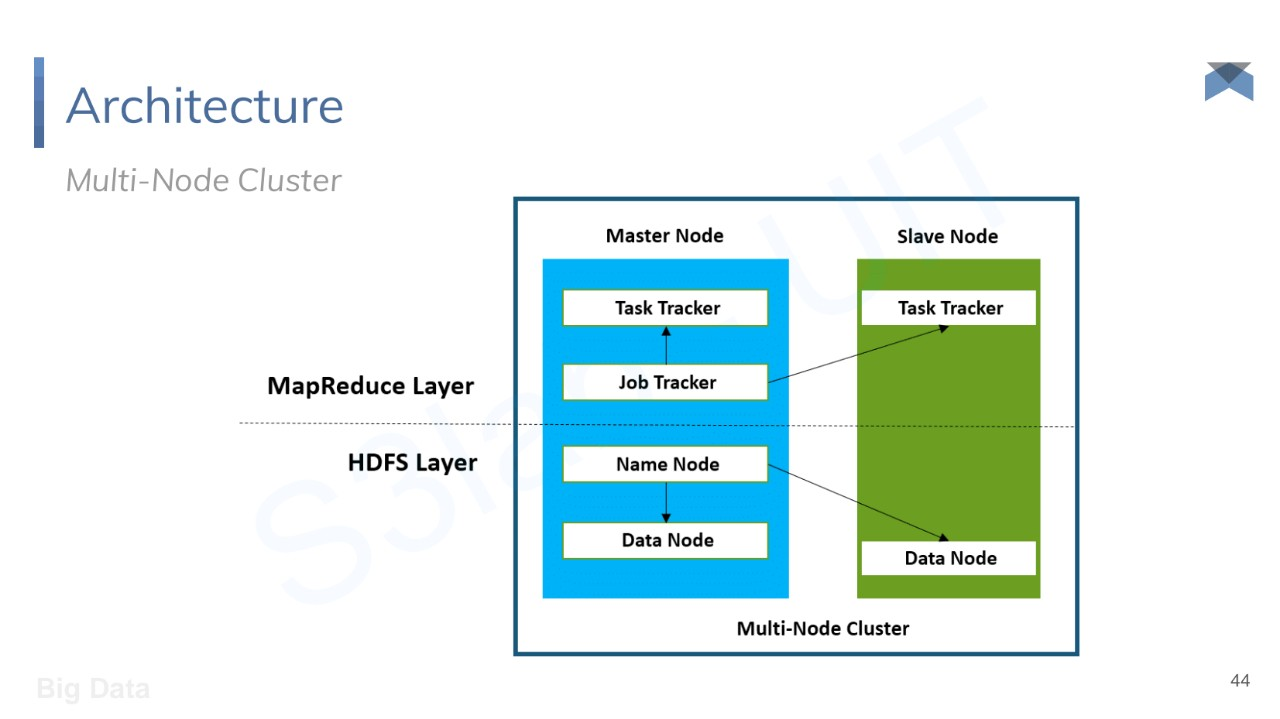 Architecture
Multi-Node Cluster
Master Node
Slave Node
Task Tracker
Task Tracker
Job Tracker
MapReduce Layer
HDFS Layer
Name Node
Data Node
Data Node
Multi-Node Cluster
Big Data
44